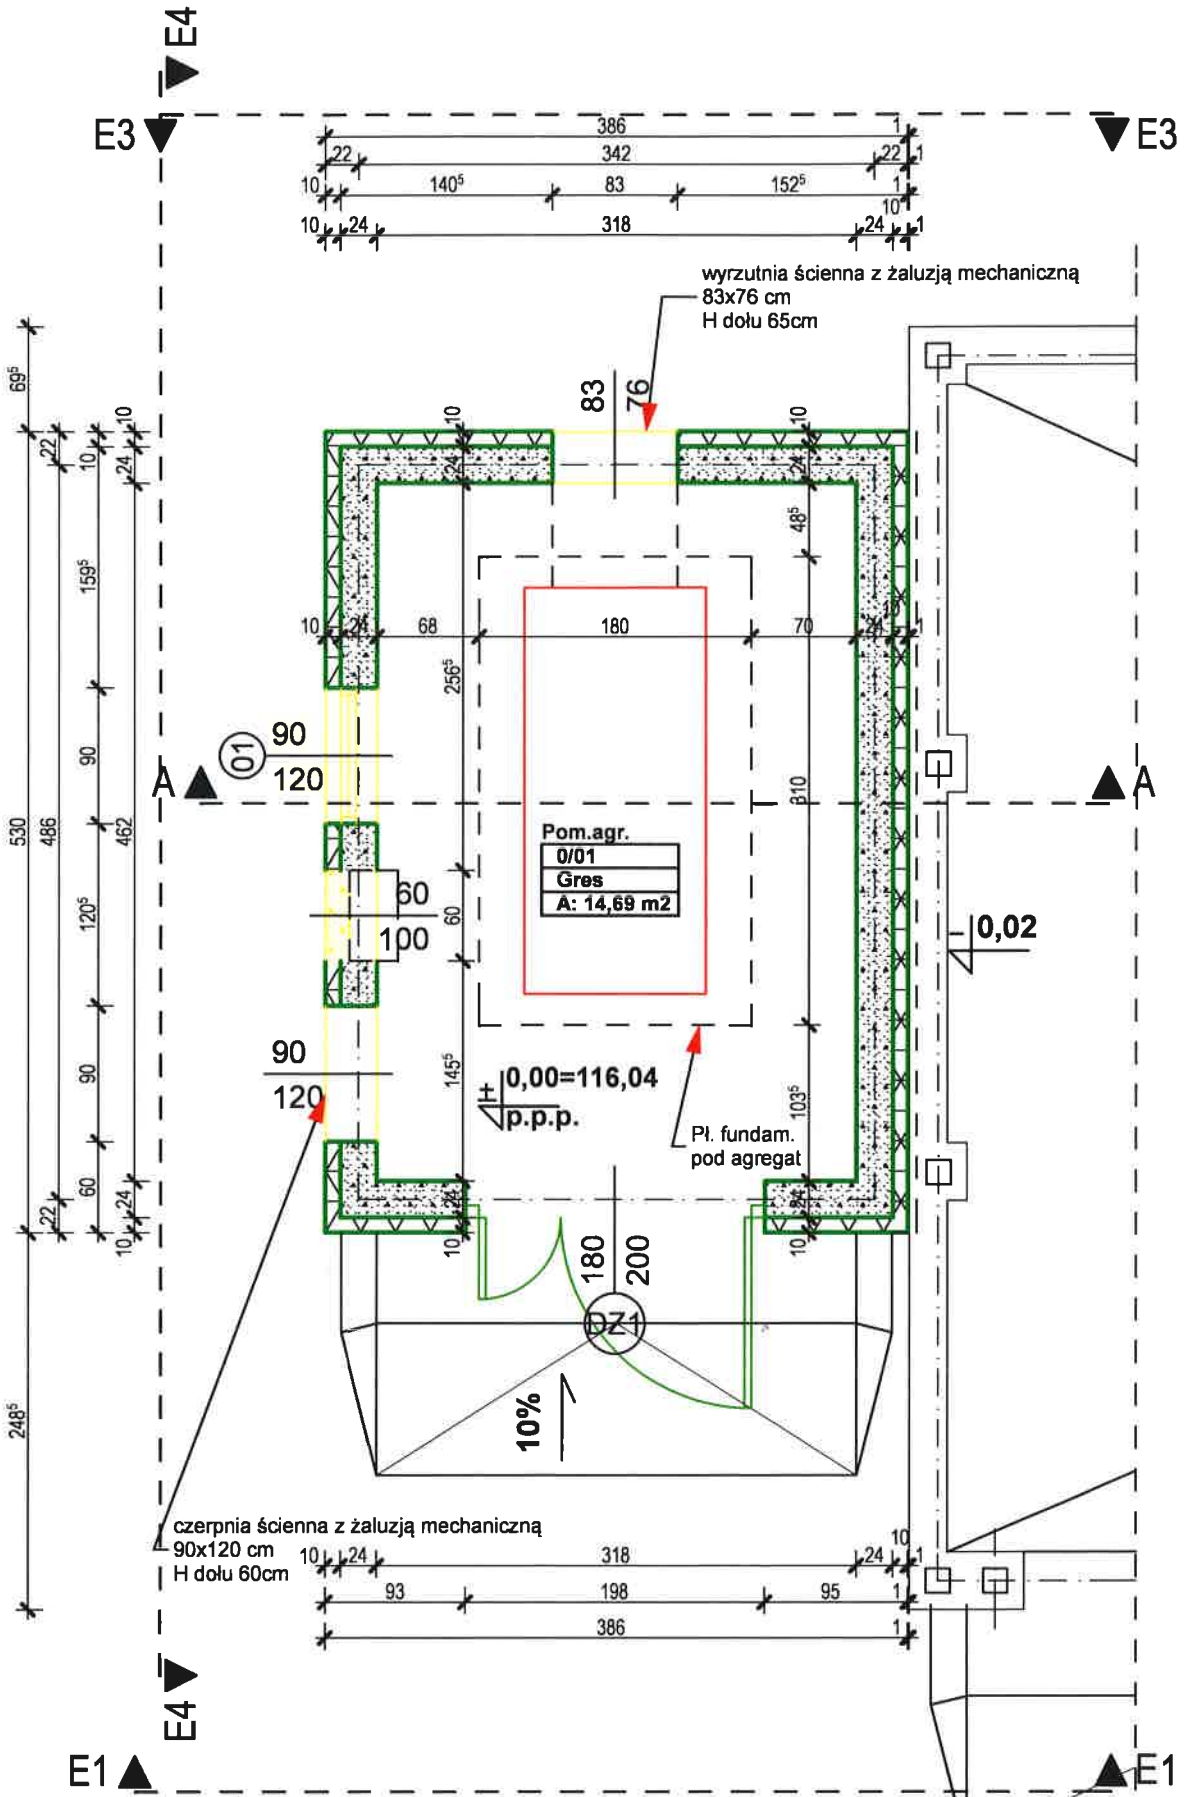 E4
E3
E3
386 1
22 342 22 1
10 140⁵ 83 152⁵ 1
10
10 24 318 24 1
wyrzutnia ścienna z żaluzją mechaniczną
83x76 cm
H dołu 65cm
69⁵
83
76
10
10
10
22
10
24
24
24
48⁵
159⁵
10 24 68 180 70 24 10 1
256⁵
01
90
120
90
A
A
530
486
462
310
Pom.agr.
0/01
Gres
A: 14,69 m2
60
100
60
120⁵
- 0,02
90
120
90
145⁵
± 0,00=116,04
p.p.p.
103⁵
Pł. fundam.
pod agregat
60
24
22
10
24
10
24
10
180
200
DZ1
10%
248⁵
czerpnia ścienna z żaluzją mechaniczną
90x120 cm
H dołu 60cm
10
10 24 318 24 1
93 198 95 1
386 1
E4
E1
E1